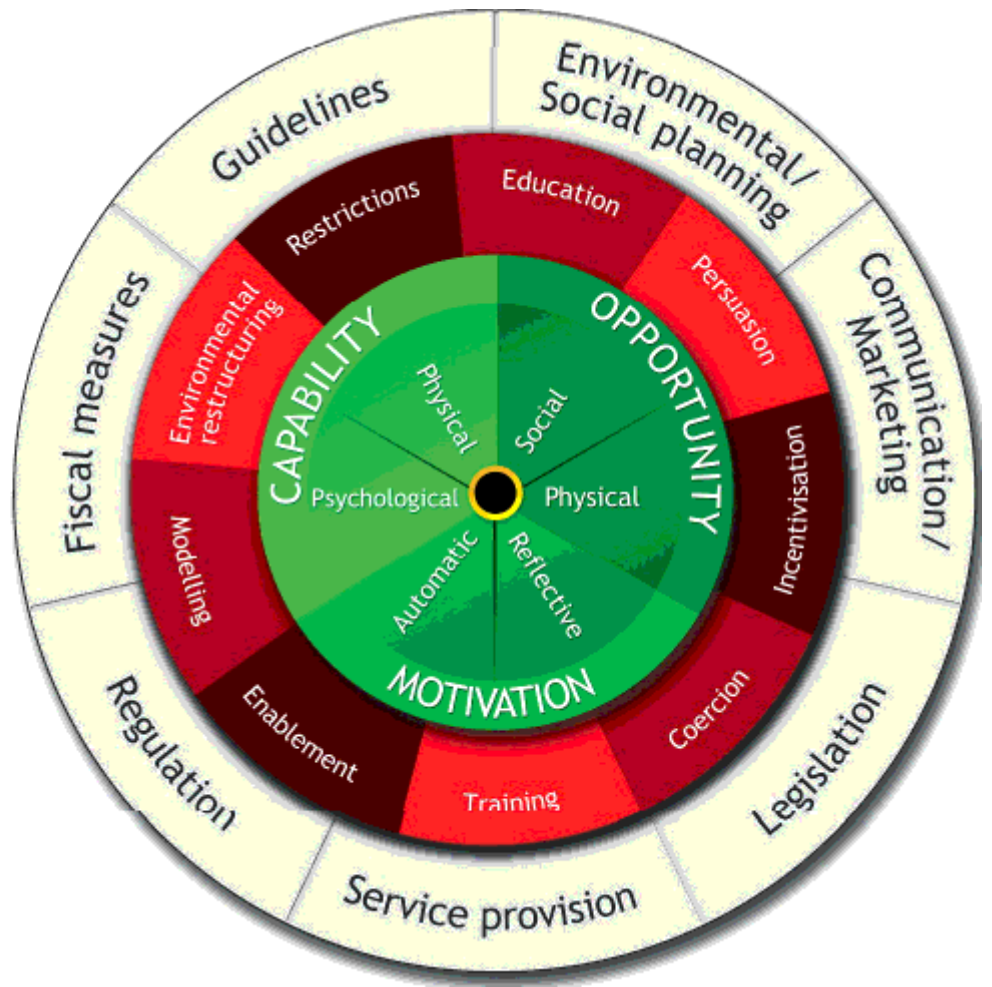 Guidelines
Environmental/
Social planning
Communication/
Marketing
Legislation
Service provision
Regulation
Fiscal measures
Restrictions
Education
Persuasion
Incentivisation
Coercion
Training
Enablement
Modelling
Environmental
restructuring
CAPABILITY
OPPORTUNITY
MOTIVATION
Physical
Social
Psychological
Physical
Automatic
Reflective